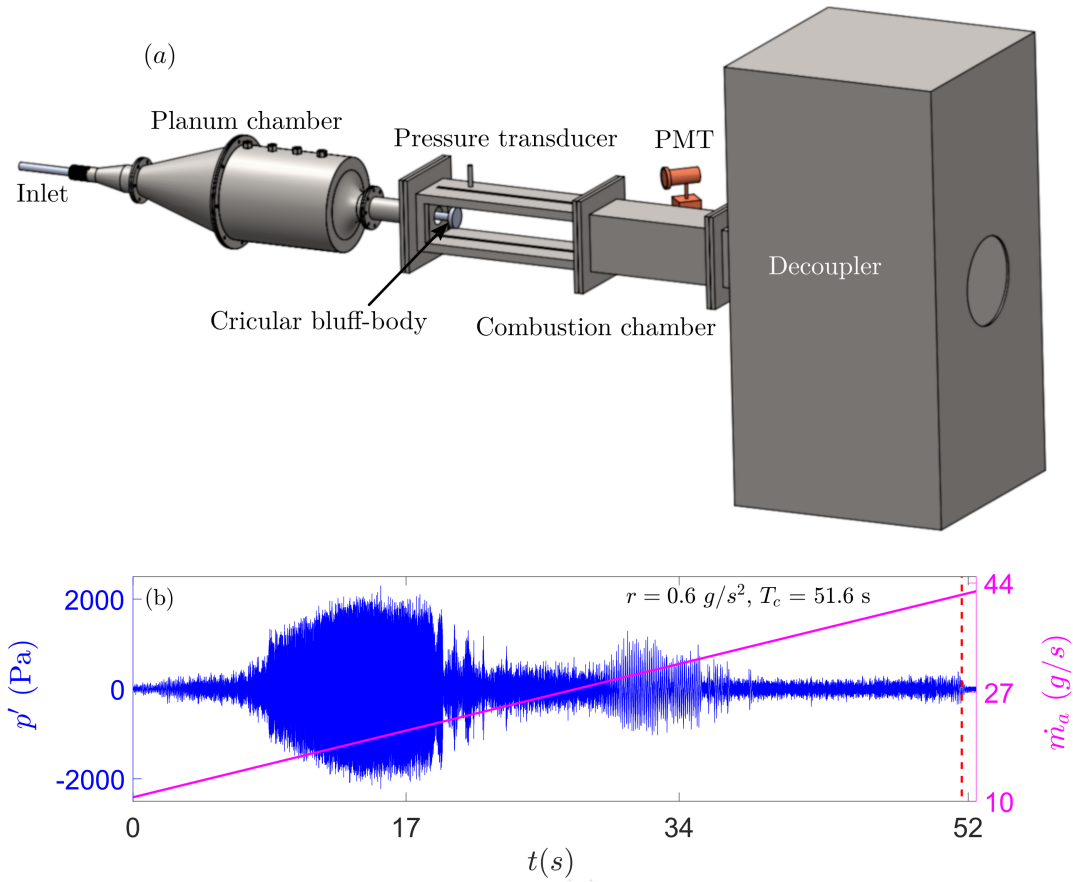 (a)
Planum chamber
Pressure transducer
PMT
Inlet
Decoupler
Cricular bluff-body
Combustion chamber
(b)
r = 0.6 g/s², T_c = 51.6 s
2000
0
-2000
p′ (Pa)
44
27
10
ṁ_a (g/s)
0
17
34
52
t(s)